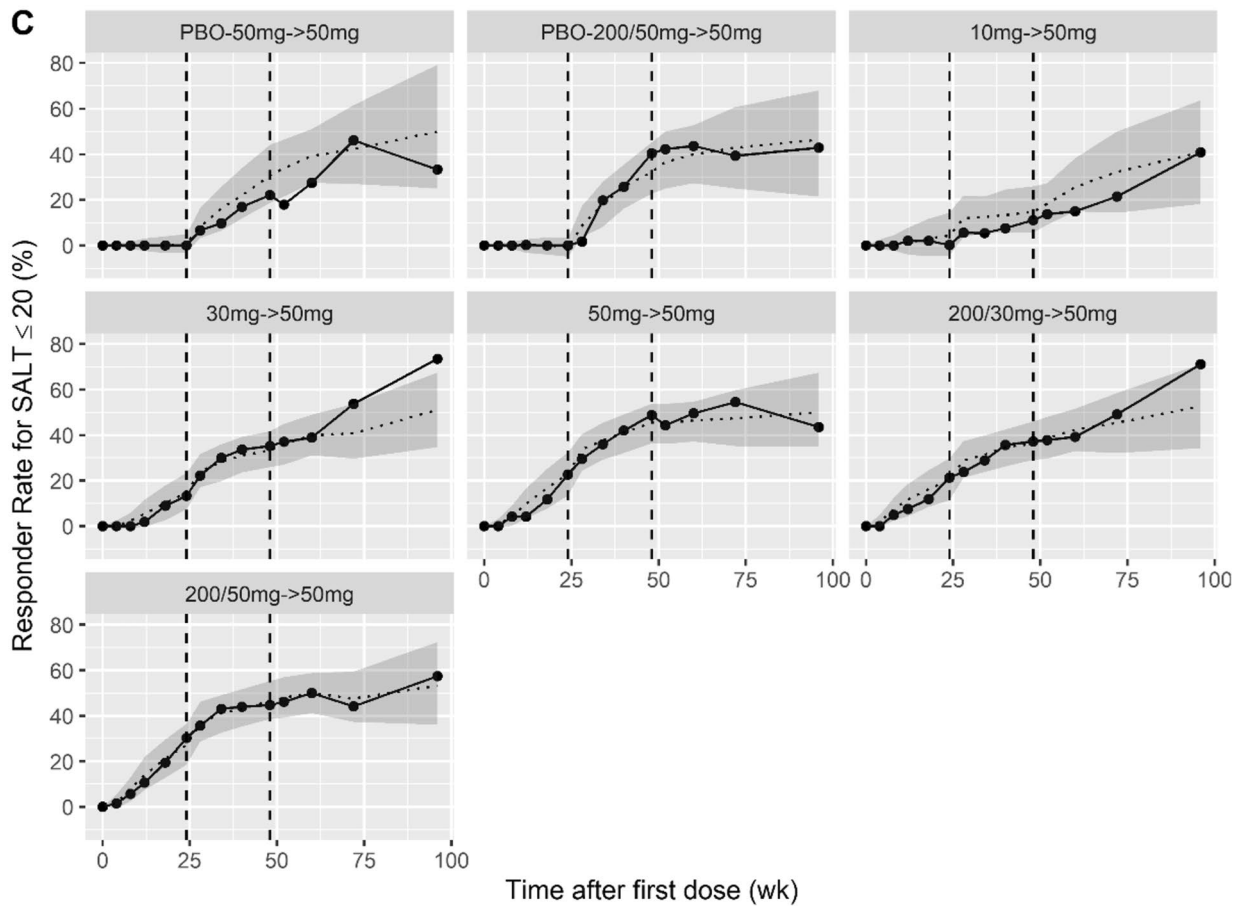 C
PBO-50mg->50mg
PBO-200/50mg->50mg
10mg->50mg
80
60
40
20
0
30mg->50mg
50mg->50mg
200/30mg->50mg
80
60
40
20
0
0 25 50 75 100
0 25 50 75 100
200/50mg->50mg
80
60
40
20
0
0 25 50 75 100
Responder Rate for SALT ≤ 20 (%)
Time after first dose (wk)